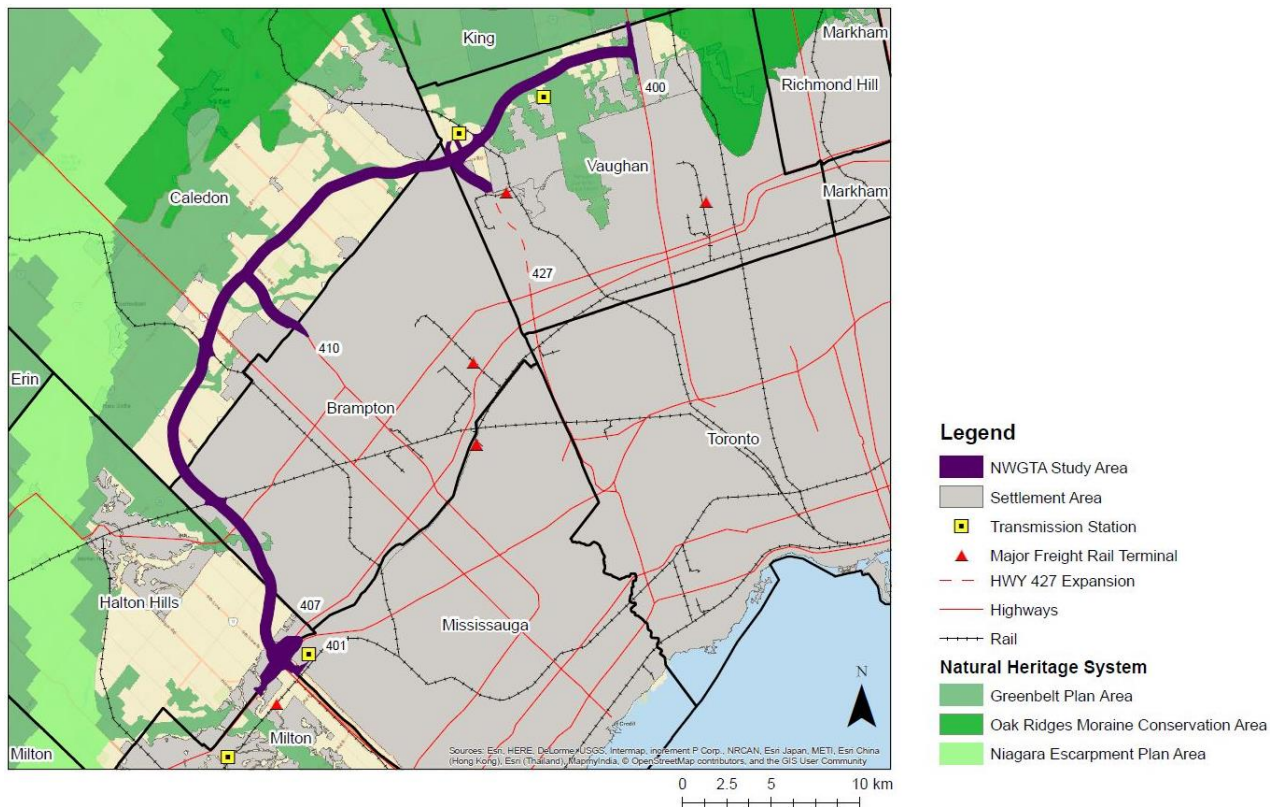 King
Markham
Richmond Hill
400
Vaughan
Markham
Caledon
427
410
Erin
Brampton
Toronto
Halton Hills
407
Mississauga
401
N
Milton
Milton
Sources: Esri, HERE, DeLorme, USGS, Intermap, increment P Corp., NRCAN, Esri Japan, METI, Esri China
(Hong Kong), Esri (Thailand), MapmyIndia, © OpenStreetMap contributors, and the GIS User Community
0 2.5 5 10 km
Legend
NWGTA Study Area
Settlement Area
Transmission Station
Major Freight Rail Terminal
HWY 427 Expansion
Highways
Rail
Natural Heritage System
Greenbelt Plan Area
Oak Ridges Moraine Conservation Area
Niagara Escarpment Plan Area